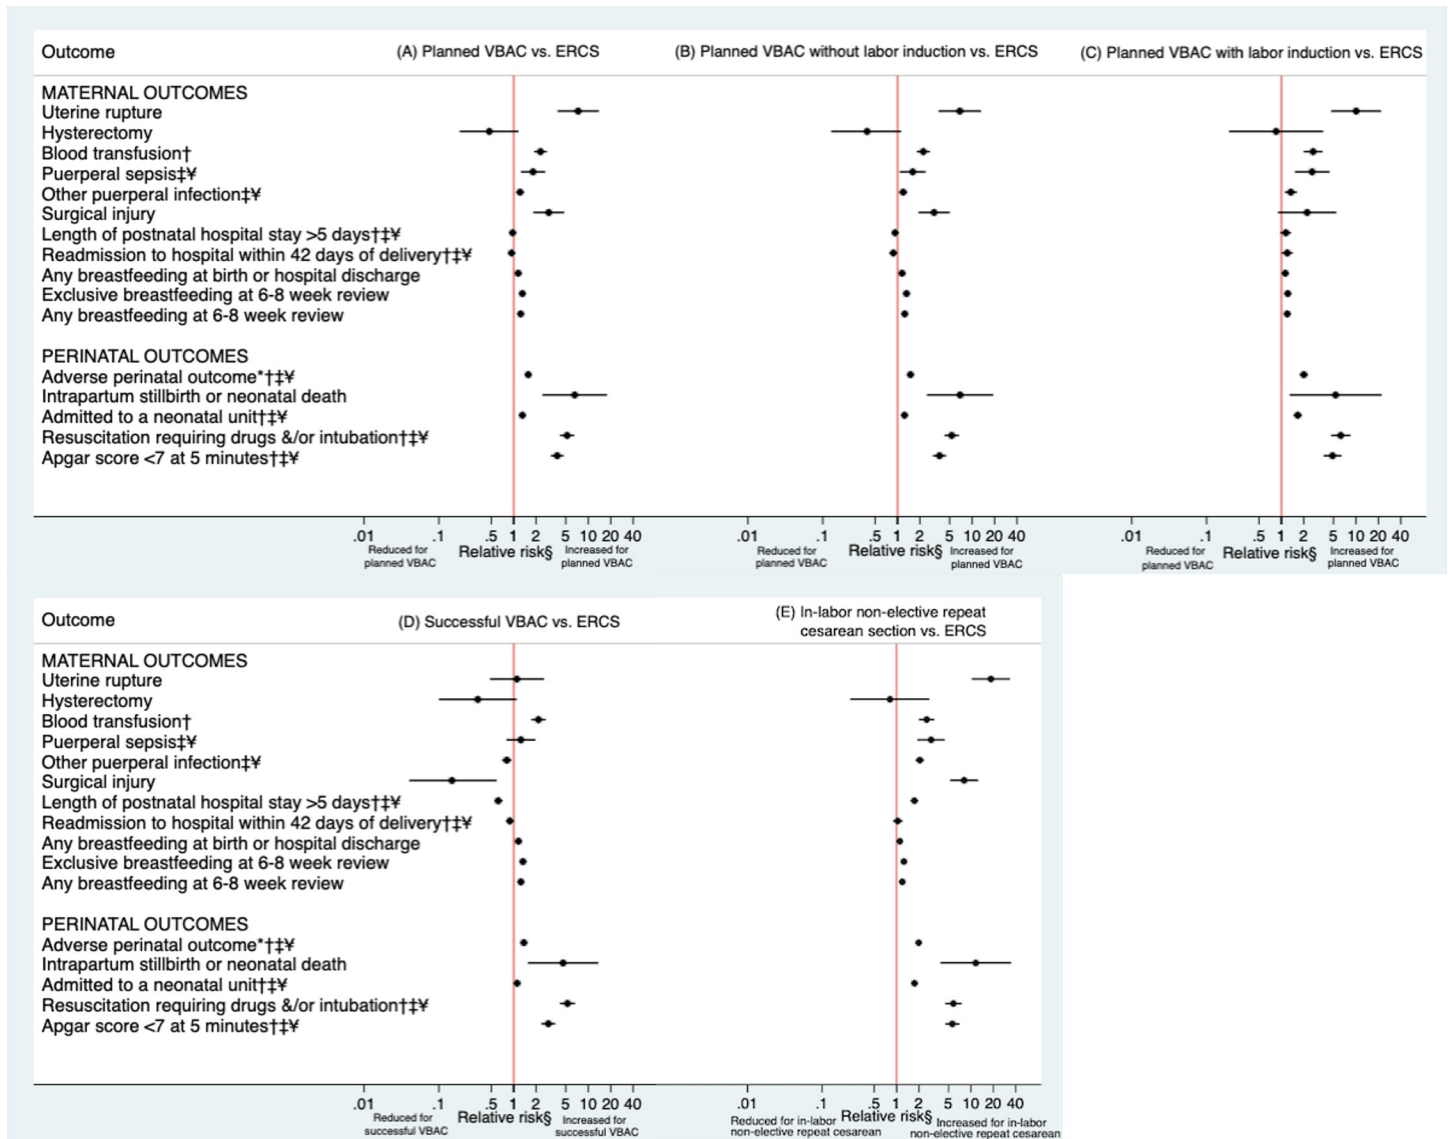 Outcome (A) Planned VBAC vs. ERCS (B) Planned VBAC without labor induction vs. ERCS (C) Planned VBAC with labor induction vs. ERCS
MATERNAL OUTCOMES
Uterine rupture
Hysterectomy
Blood transfusion†
Puerperal sepsis‡¥
Other puerperal infection‡¥
Surgical injury
Length of postnatal hospital stay >5 days†‡¥
Readmission to hospital within 42 days of delivery†‡¥
Any breastfeeding at birth or hospital discharge
Exclusive breastfeeding at 6-8 week review
Any breastfeeding at 6-8 week review
PERINATAL OUTCOMES
Adverse perinatal outcome*†‡¥
Intrapartum stillbirth or neonatal death
Admitted to a neonatal unit†‡¥
Resuscitation requiring drugs &/or intubation†‡¥
Apgar score <7 at 5 minutes†‡¥
.01 .1 .5 1 2 5 10 20 40 .01 .1 .5 1 2 5 10 20 40 .01 .1 .5 1 2 5 10 20 40
Reduced for planned VBAC Relative risk§ Increased for planned VBAC Reduced for planned VBAC Relative risk§ Increased for planned VBAC Reduced for planned VBAC Relative risk§ Increased for planned VBAC
Outcome (D) Successful VBAC vs. ERCS (E) In-labor non-elective repeat
cesarean section vs. ERCS
MATERNAL OUTCOMES
Uterine rupture
Hysterectomy
Blood transfusion†
Puerperal sepsis‡¥
Other puerperal infection‡¥
Surgical injury
Length of postnatal hospital stay >5 days†‡¥
Readmission to hospital within 42 days of delivery†‡¥
Any breastfeeding at birth or hospital discharge
Exclusive breastfeeding at 6-8 week review
Any breastfeeding at 6-8 week review
PERINATAL OUTCOMES
Adverse perinatal outcome*†‡¥
Intrapartum stillbirth or neonatal death
Admitted to a neonatal unit†‡¥
Resuscitation requiring drugs &/or intubation†‡¥
Apgar score <7 at 5 minutes†‡¥
.01 .1 .5 1 2 5 10 20 40 .01 .1 .5 1 2 5 10 20 40
Reduced for successful VBAC Relative risk§ Increased for successful VBAC Reduced for in-labor non-elective repeat cesarean Relative risk§ Increased for in-labor non-elective repeat cesarean